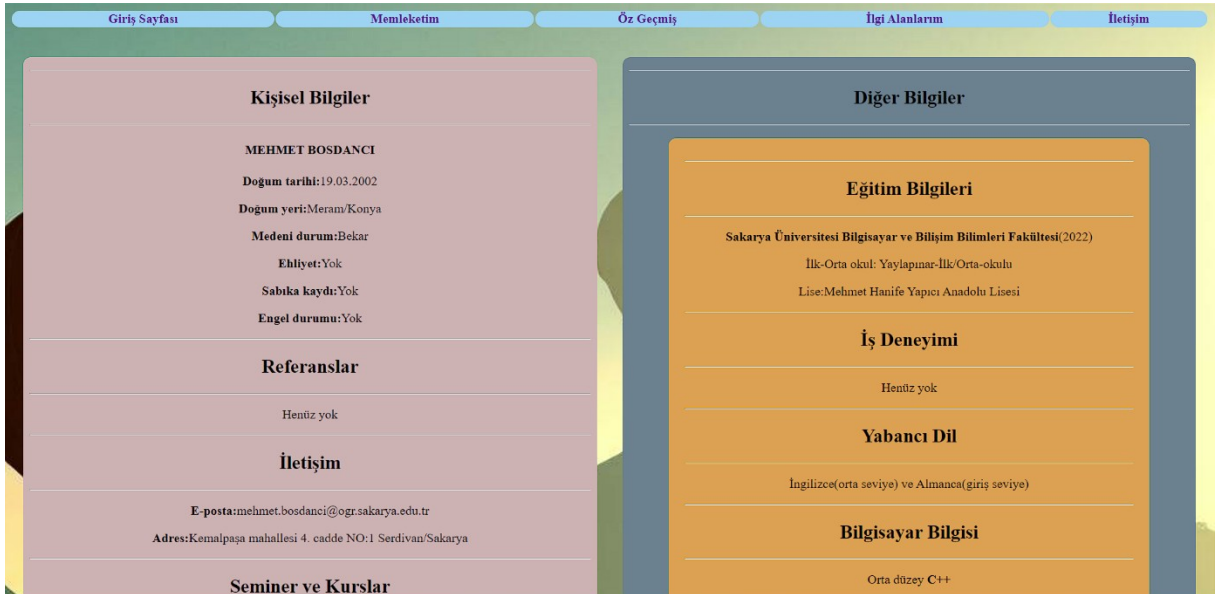 Giriş Sayfası
Memleketim
Öz Geçmiş
İlgi Alanlarım
İletişim
Kişisel Bilgiler
MEHMET BOSDANCI
Doğum tarihi:19.03.2002
Doğum yeri:Meram/Konya
Medeni durum:Bekar
Ehliyet:Yok
Sabıka kaydı:Yok
Engel durumu:Yok
Referanslar
Henüz yok
İletişim
E-posta:mehmet.bosdanci@ogr.sakarya.edu.tr
Adres:Kemalpaşa mahallesi 4. cadde NO:1 Serdivan/Sakarya
Seminer ve Kurslar
Diğer Bilgiler
Eğitim Bilgileri
Sakarya Üniversitesi Bilgisayar ve Bilişim Bilimleri Fakültesi(2022)
İlk-Orta okul: Yaylapınar-İlk/Orta-okulu
Lise:Mehmet Hanife Yapıcı Anadolu Lisesi
İş Deneyimi
Henüz yok
Yabancı Dil
İngilizce(orta seviye) ve Almanca(giriş seviye)
Bilgisayar Bilgisi
Orta düzey C++